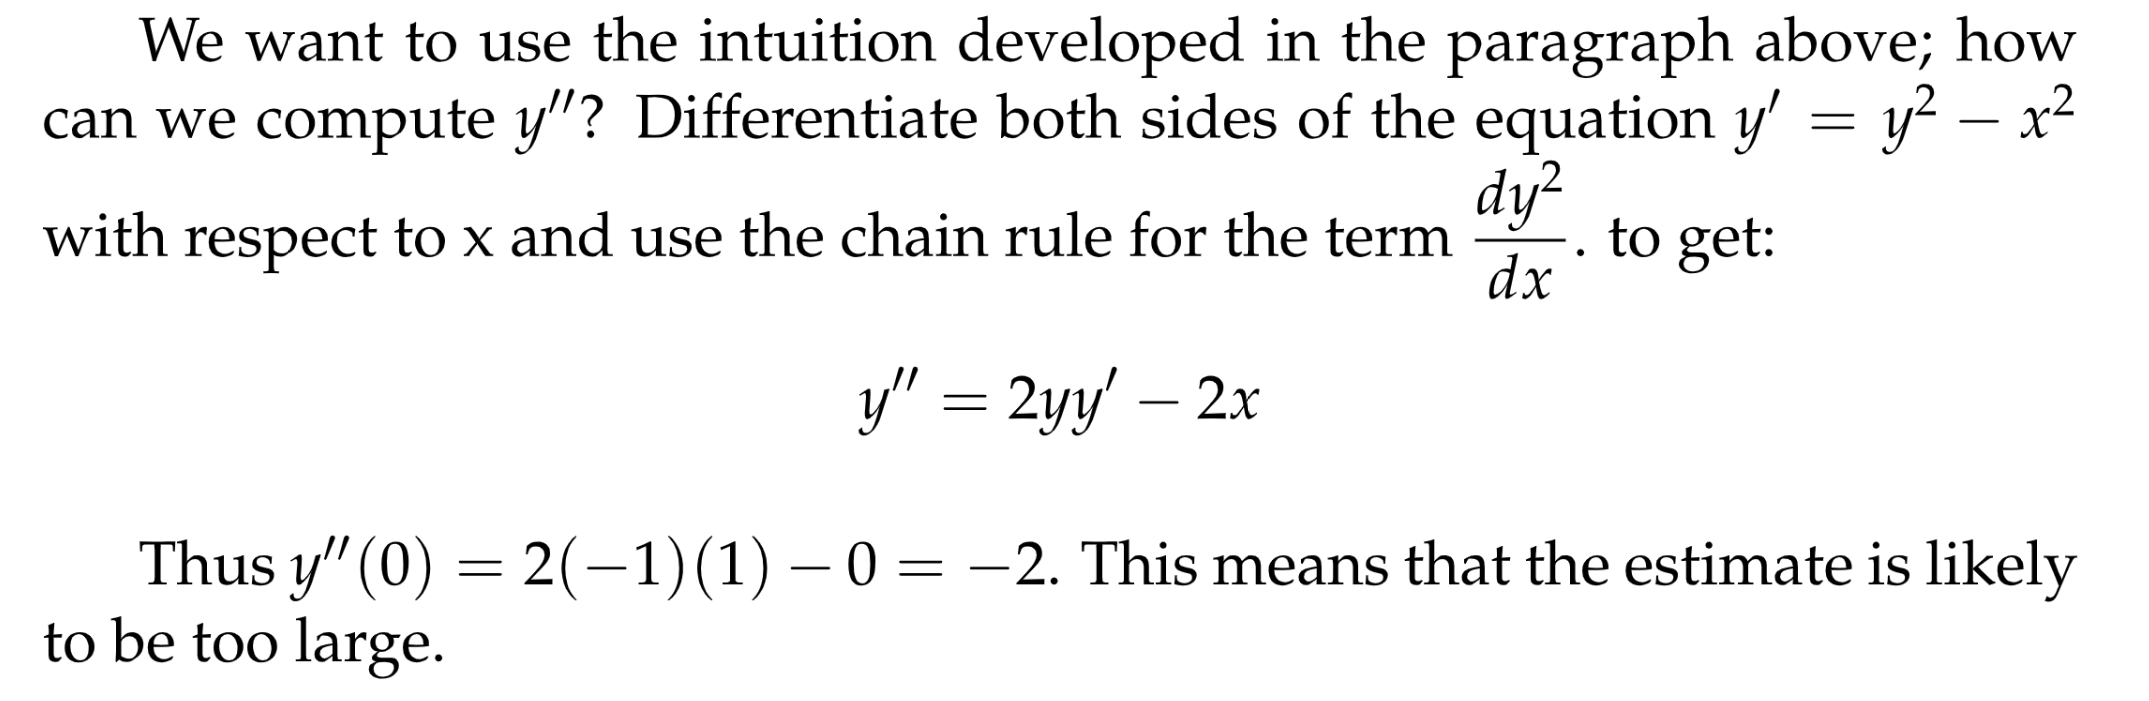 We want to use the intuition developed in the paragraph above; how
can we compute y''? Differentiate both sides of the equation y' = y² − x²
with respect to x and use the chain rule for the term dy²/dx. to get:
y'' = 2yy' − 2x
Thus y''(0) = 2(−1)(1) − 0 = −2. This means that the estimate is likely
to be too large.